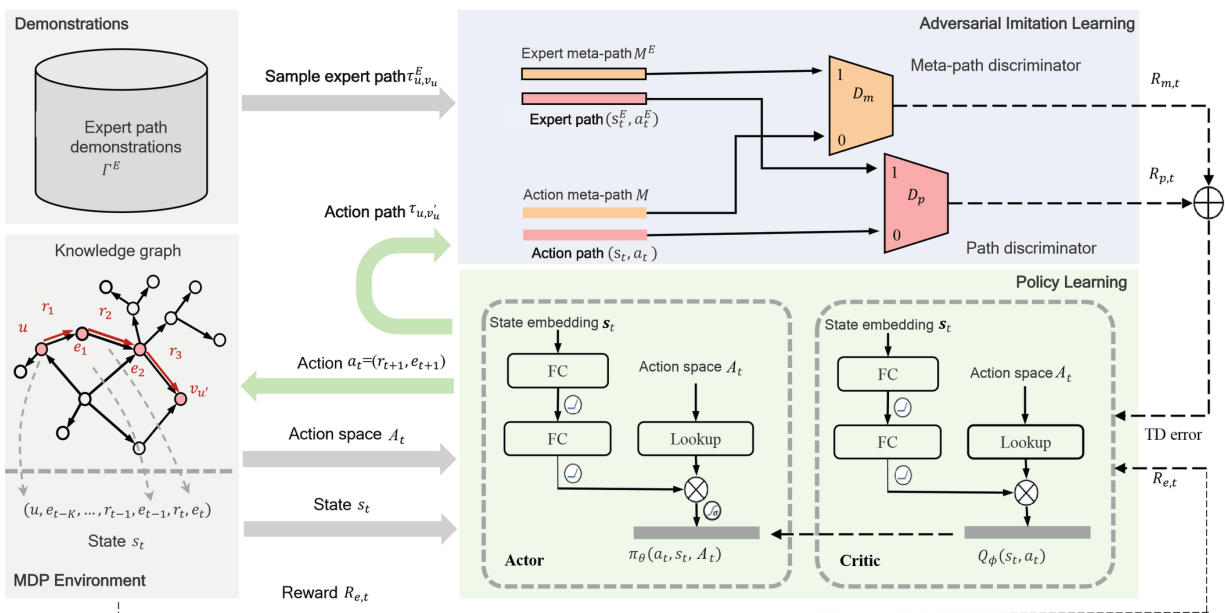 Demonstrations
Expert path
demonstrations
Γ^E
Sample expert path τ^E_{u,v_u}
Adversarial Imitation Learning
Expert meta-path M^E
Expert path (s_t^E, a_t^E)
Meta-path discriminator
1
D_m
0
R_{m,t}
Action path τ_{u,v'_u}
Action meta-path M
Action path (s_t, a_t)
1
D_p
0
Path discriminator
R_{p,t}
Knowledge graph
r_1
r_2
r_3
u
e_1
e_2
v_{u'}
(u, e_{t−K}, …, r_{t−1}, e_{t−1}, r_t, e_t)
State s_t
MDP Environment
Action a_t=(r_{t+1}, e_{t+1})
Action space A_t
State s_t
Reward R_{e,t}
Policy Learning
State embedding s_t
FC
Action space A_t
FC
Lookup
σ
π_θ(a_t, s_t, A_t)
Actor
State embedding s_t
FC
Action space A_t
FC
Lookup
Q_ϕ(s_t, a_t)
Critic
TD error
R_{e,t}